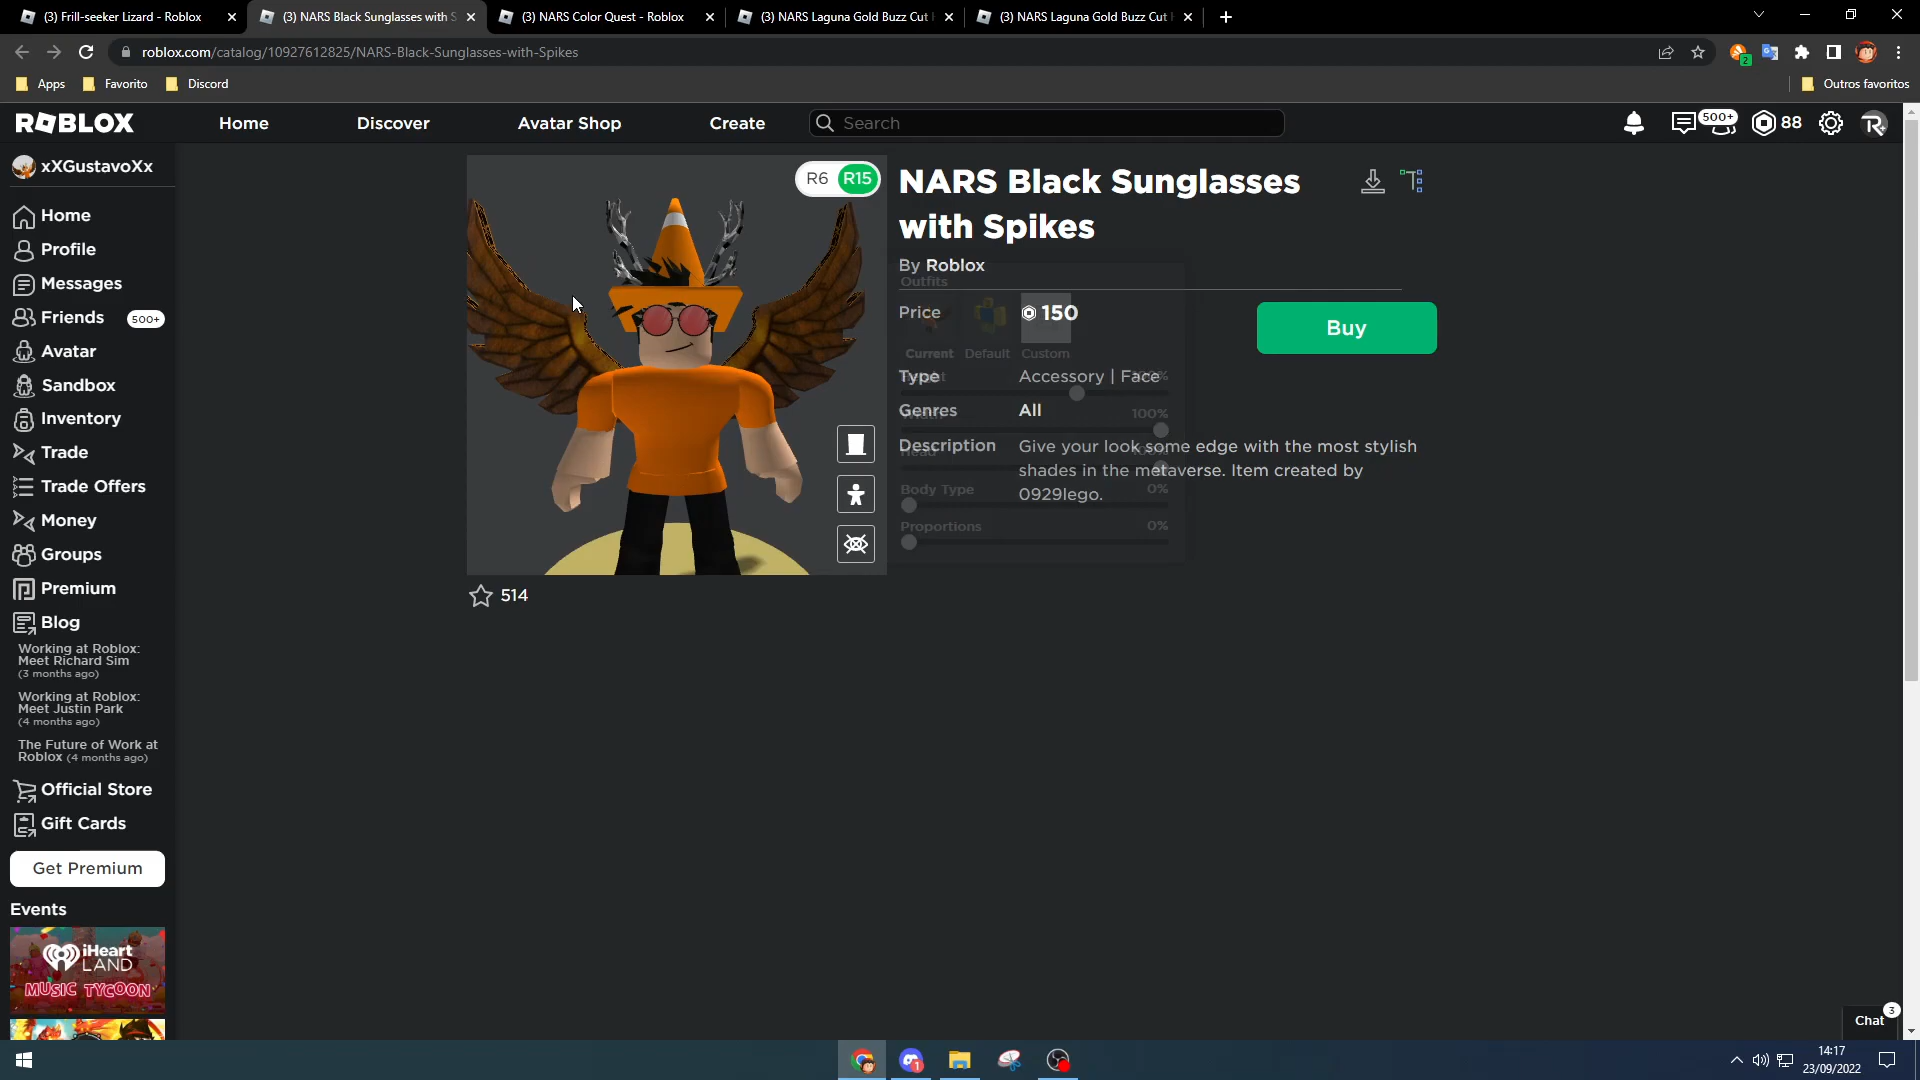 (3) Frill-seeker Lizard - Roblox
(3) NARS Black Sunglasses with S
(3) NARS Color Quest - Roblox
(3) NARS Laguna Gold Buzz Cut
(3) NARS Laguna Gold Buzz Cut
roblox.com/catalog/10927612825/NARS-Black-Sunglasses-with-Spikes
2
Apps
Favorito
Discord
Outros favoritos
ROBLOX
Home
Discover
Avatar Shop
Create
Search
500+
88
xXGustavoXx
Home
Profile
Messages
Friends
500+
Avatar
Sandbox
Inventory
Trade
Trade Offers
Money
Groups
Premium
Blog
Working at Roblox:
Meet Richard Sim
(3 months ago)
Working at Roblox:
Meet Justin Park
(4 months ago)
The Future of Work at
Roblox (4 months ago)
Official Store
Gift Cards
Get Premium
Events
iHeart
LAND
MUSIC TYCOON
R6 R15
514
NARS Black Sunglasses
with Spikes
By Roblox
Outfits
Price
150
Buy
Current
Default
Custom
Type
Accessory | Face
100%
Genres
All
100%
Description
Give your look some edge with the most stylish
shades in the metaverse. Item created by
0929lego.
Head
Body Type
0%
Proportions
0%
Chat
3
1
14:17
23/09/2022